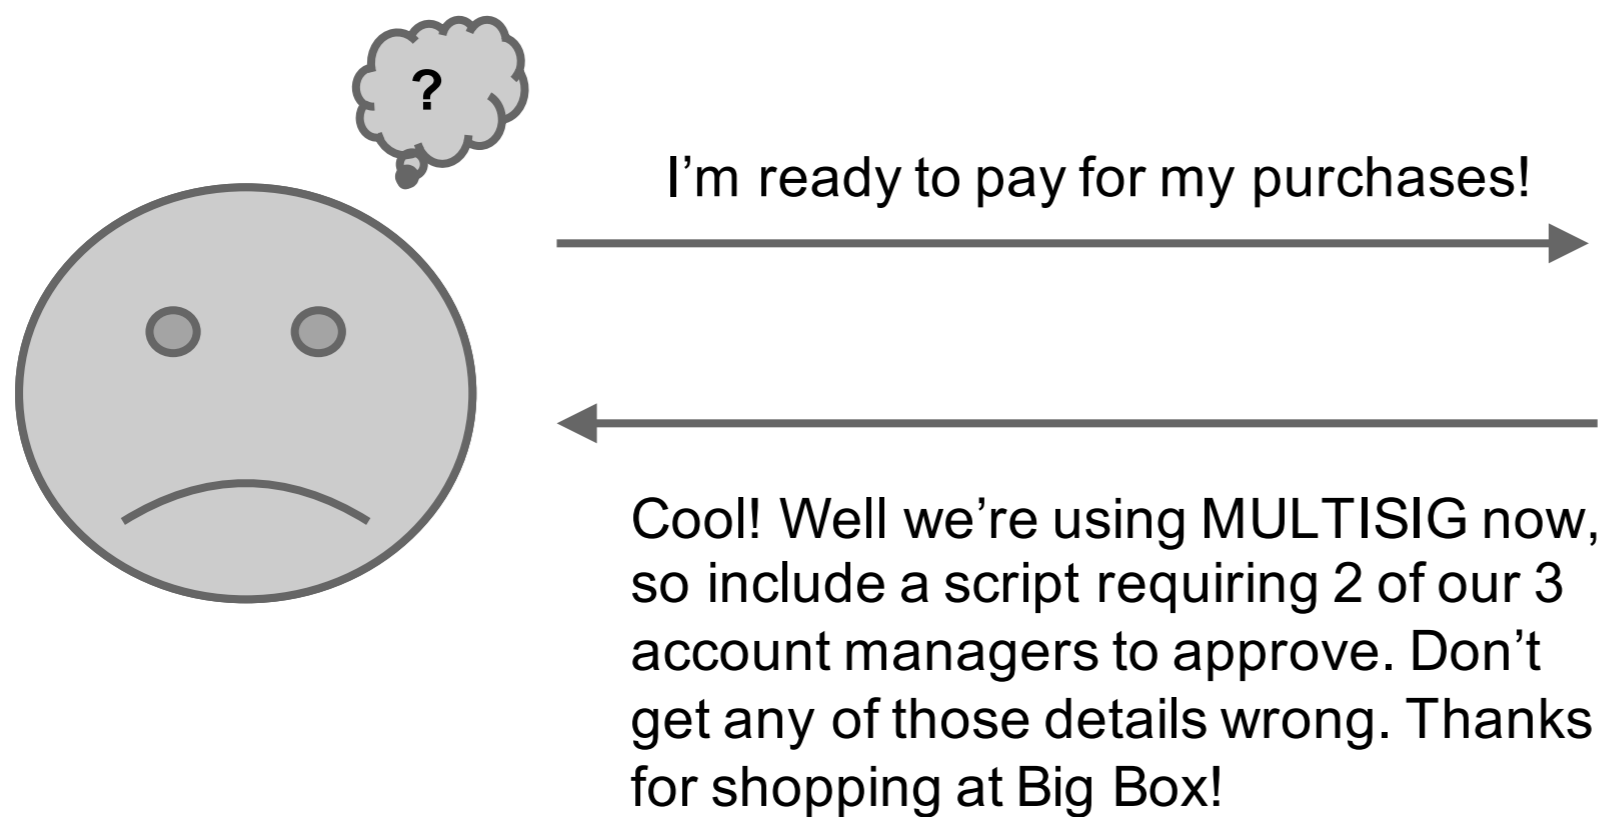 ?
I’m ready to pay for my purchases!
Cool! Well we’re using MULTISIG now,
so include a script requiring 2 of our 3
account managers to approve. Don’t
get any of those details wrong. Thanks
for shopping at Big Box!